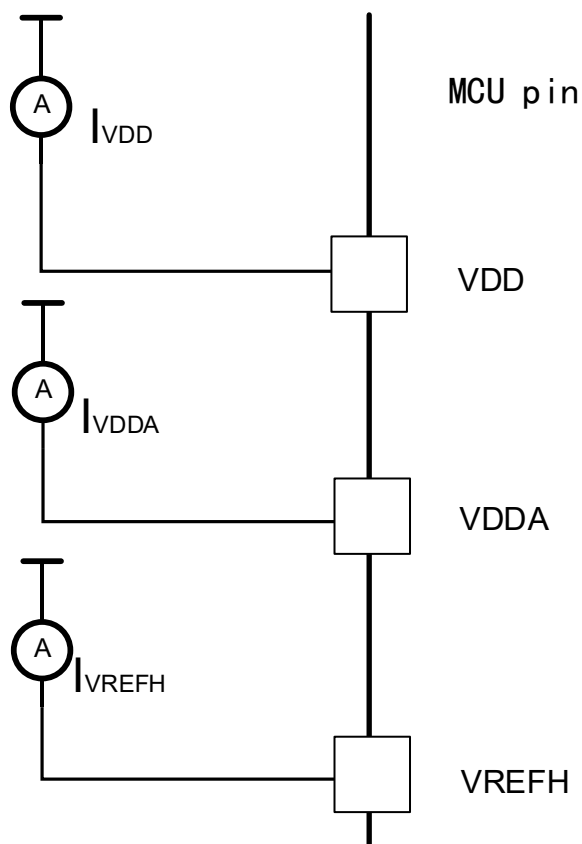 MCU pin
A
IVDD
VDD
A
IVDDA
VDDA
A
IVREFH
VREFH